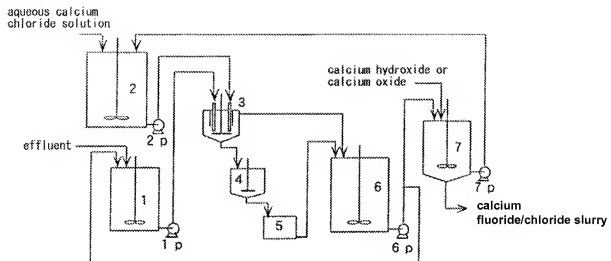 aqueous calcium
chloride solution
2
2 p
3
calcium hydroxide or
calcium oxide
7
7 p
effluent
1
1 p
4
5
6
6 p
calcium
fluoride/chloride slurry